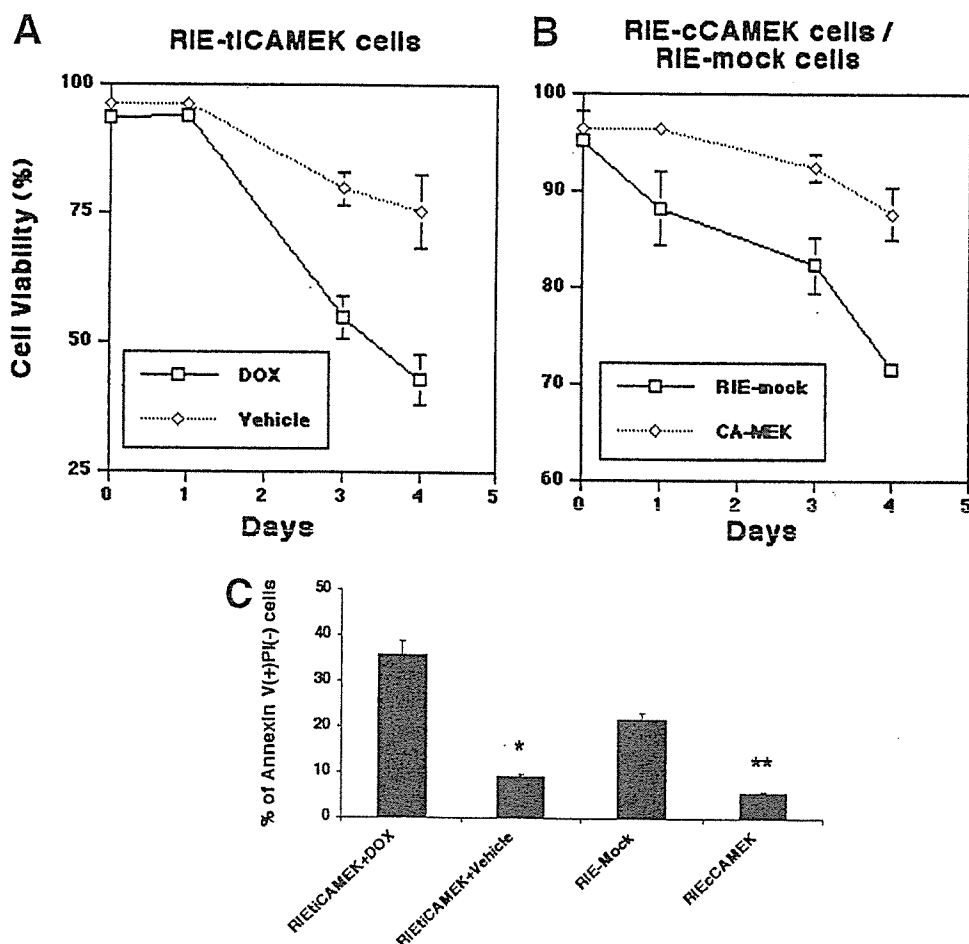 A
RIE-tiCAMEK cells
100
75
50
25
Cell Viability (%)
DOX
Vehicle
0 1 2 3 4 5
Days
B
RIE-cCAMEK cells /
RIE-mock cells
100
90
80
70
60
RIE-mock
CA-MEK
0 1 2 3 4 5
Days
C
% of Annexin V(+)PI(-) cells
50
40
30
20
10
0
*
**
RIEtiCAMEK+DOX
RIEtiCAMEK+Vehicle
RIE-Mock
RIEcCAMEK